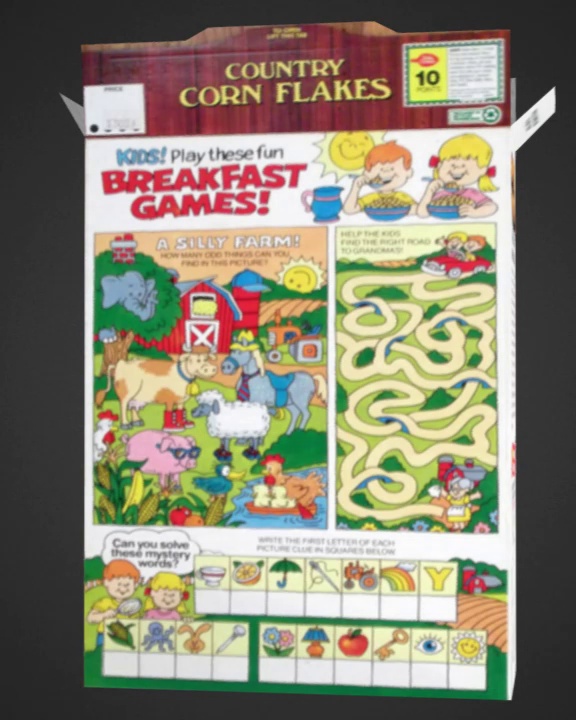 PRICE
COUNTRY
CORN FLAKES
10
POINTS
KIDS! Play these fun
BREAKFAST
GAMES!
A SILLY FARM!
HOW MANY ODD THINGS CAN YOU
FIND IN THIS PICTURE?
HELP THE KIDS
FIND THE RIGHT ROAD
TO GRANDMAS!
Can you solve
these mystery
words?
WRITE THE FIRST LETTER OF EACH
PICTURE CLUE IN SQUARES BELOW
Y